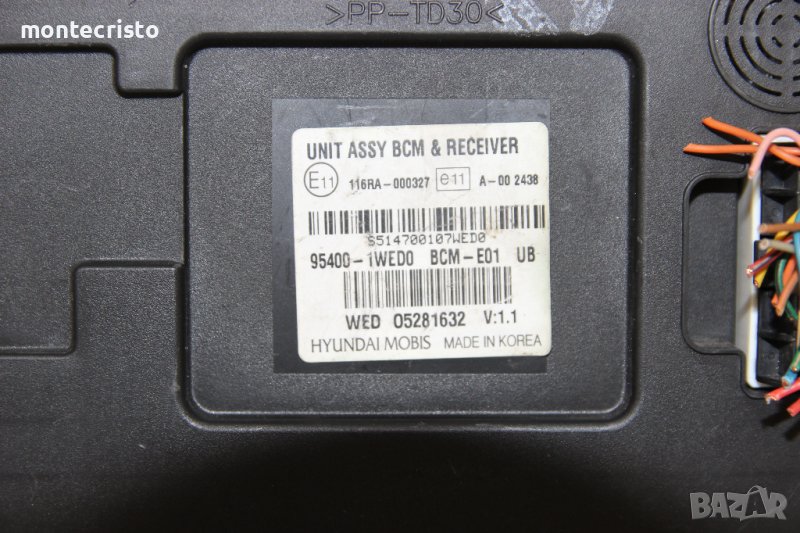 montecristo
>PP-TD30<
UNIT ASSY BCM & RECEIVER
E11 116RA-000327 e11 A-00 2438
S514700107WED0
95400-1WED0 BCM-E01 UB
WED 05281632 V:1.1
HYUNDAI MOBIS MADE IN KOREA
BAZAR